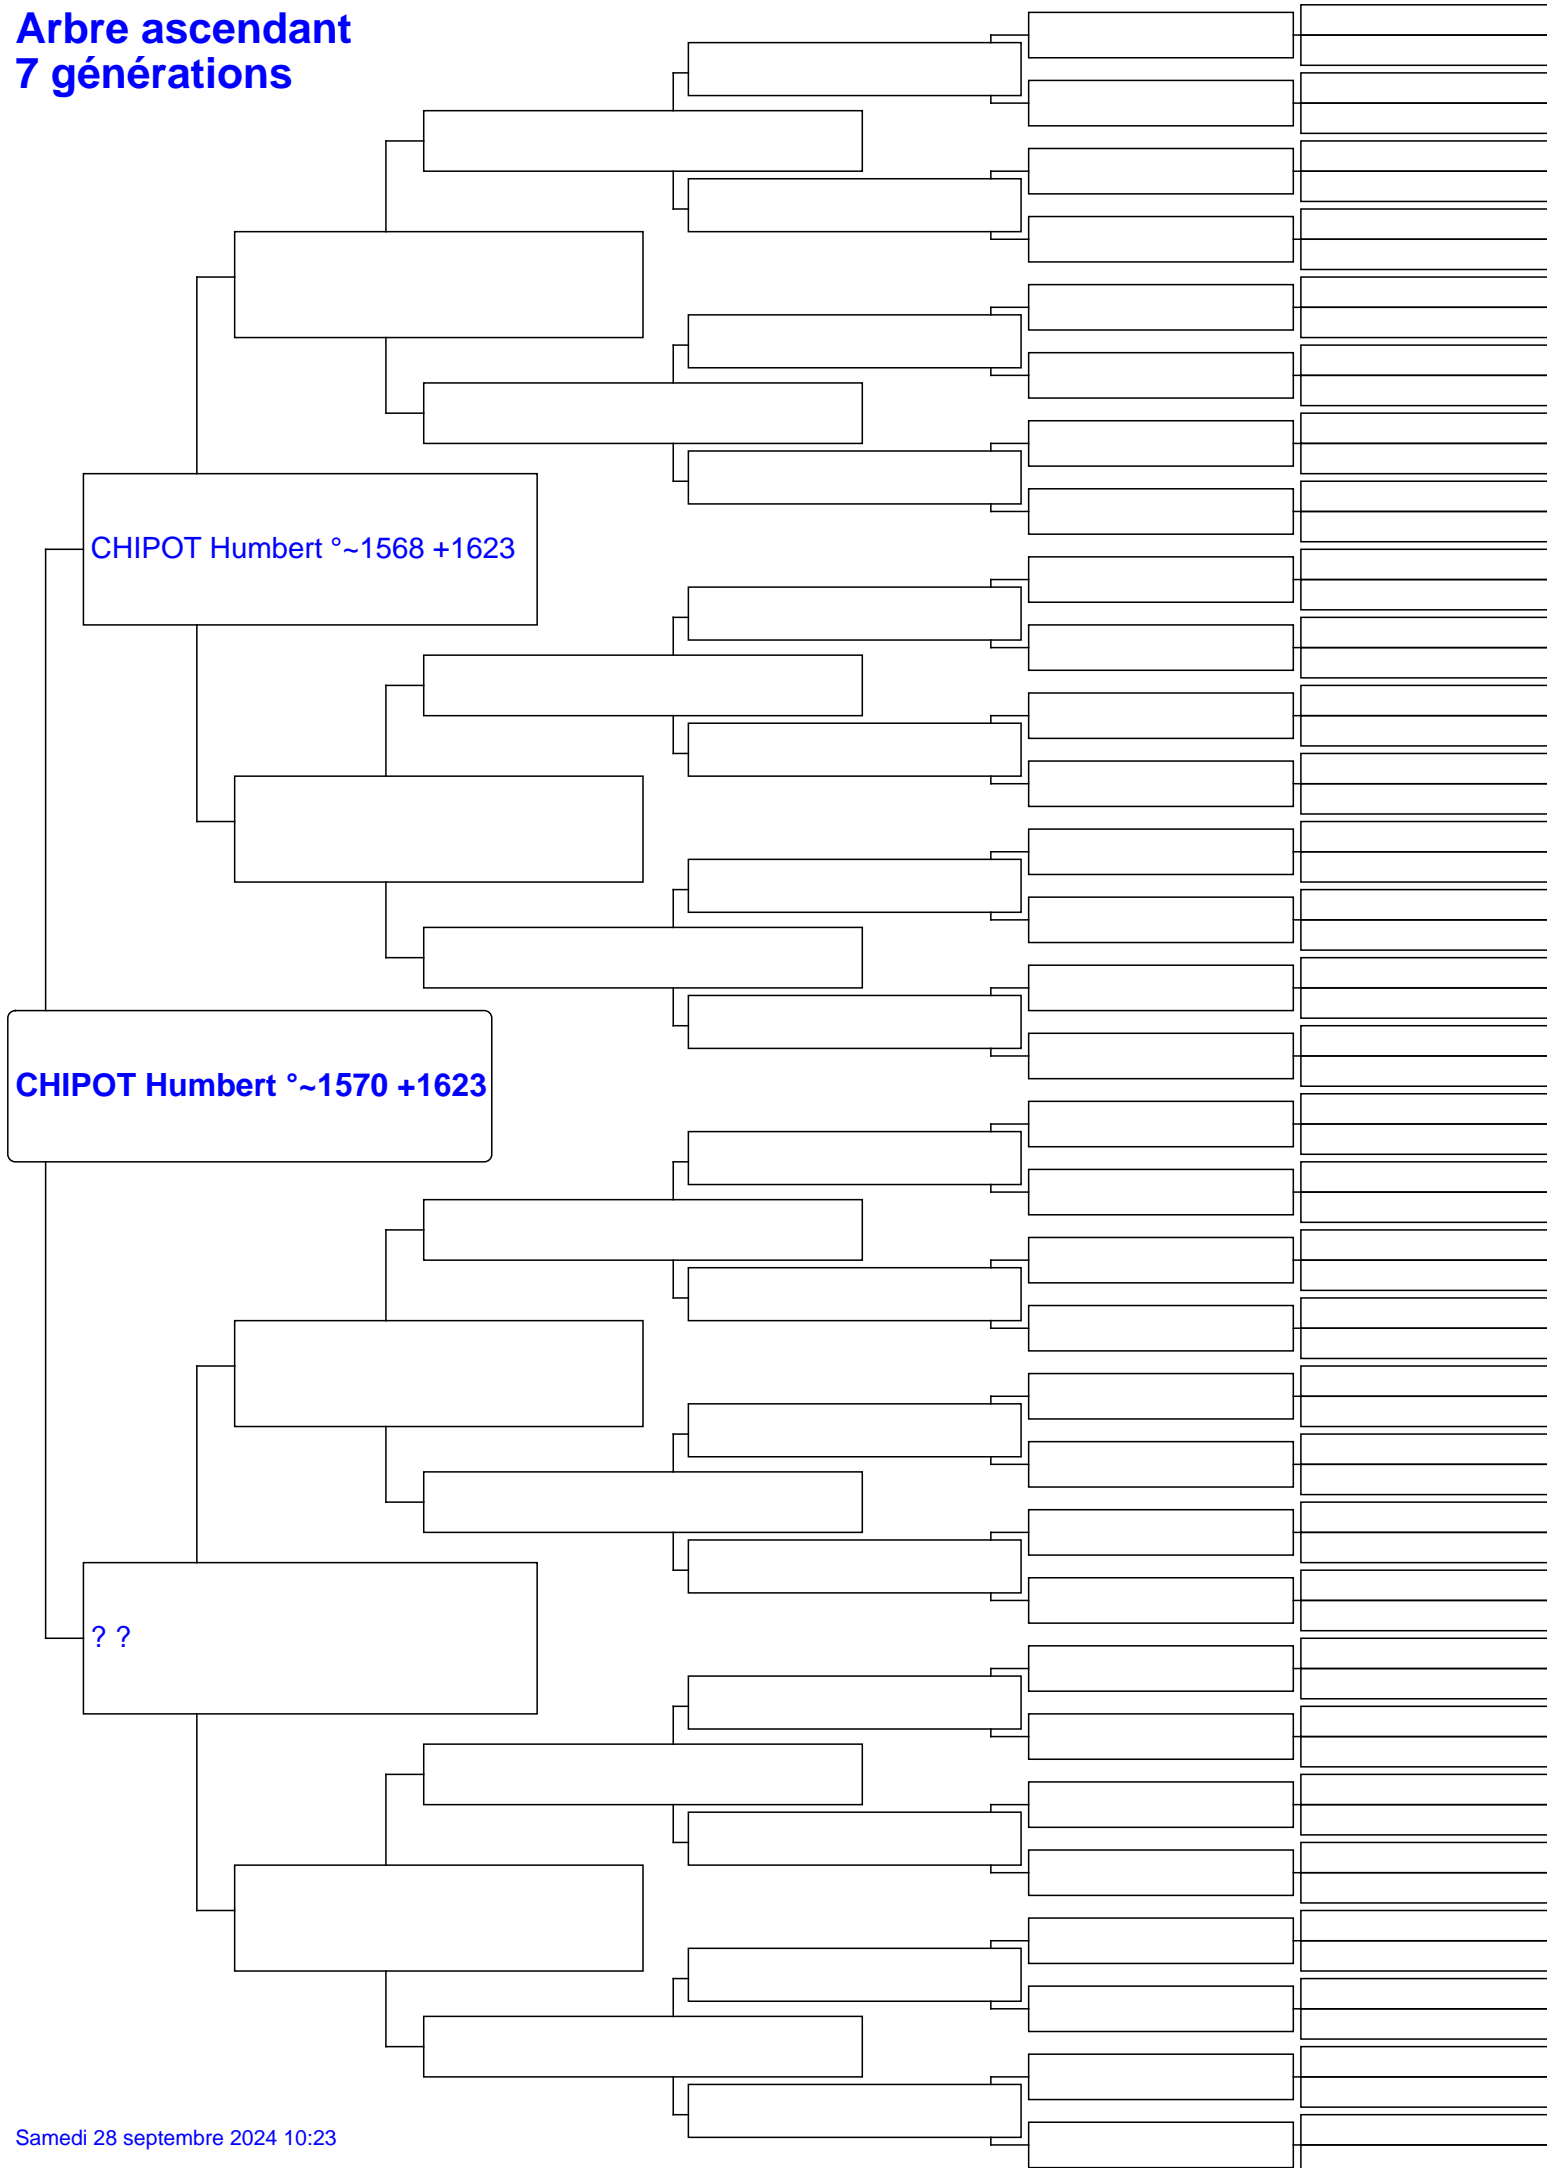 Arbre ascendant
7 générations
CHIPOT Humbert °~1568 +1623
CHIPOT Humbert °~1570 +1623
? ?
Samedi 28 septembre 2024 10:23